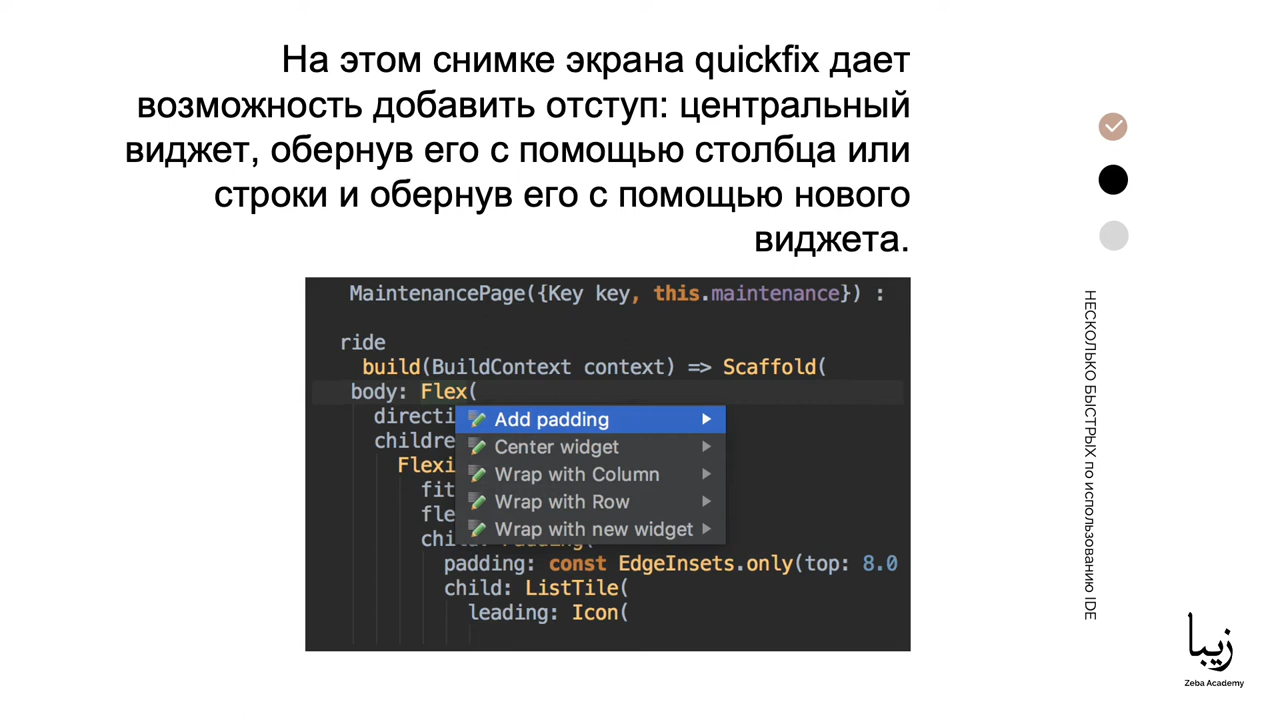 На этом снимке экрана quickfix дает
возможность добавить отступ: центральный
виджет, обернув его с помощью столбца или
строки и обернув его с помощью нового
виджета.
MaintenancePage({Key key, this.maintenance}) :
ride
build(BuildContext context) => Scaffold(
body: Flex(
directi
Add padding
childre
Center widget
Flexi
Wrap with Column
fit
Wrap with Row
fle
Wrap with new widget
padding: const EdgeInsets.only(top: 8.0
child: ListTile(
leading: Icon(
НЕСКОЛЬКО БЫСТРЫХ по использованию IDE
زيبا
Zeba Academy